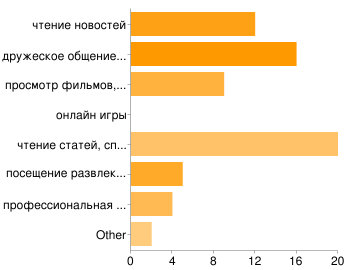 чтение новостей
дружеское общение...
просмотр фильмов,...
онлайн игры
чтение статей, сп...
посещение развлек...
профессиональная ...
Other
0 4 8 12 16 20